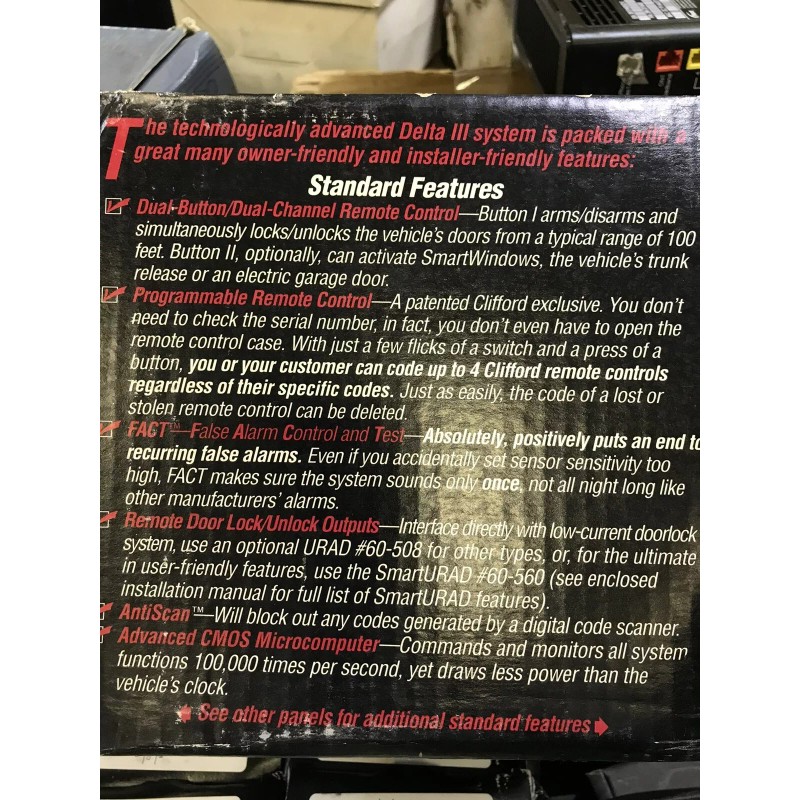 The technologically advanced Delta III system is packed with a
great many owner-friendly and installer-friendly features:
Standard Features
Dual-Button/Dual-Channel Remote Control—Button I arms/disarms and
simultaneously locks/unlocks the vehicle's doors from a typical range of 100
feet. Button II, optionally, can activate SmartWindows, the vehicle's trunk
release or an electric garage door.
Programmable Remote Control—A patented Clifford exclusive. You don't
need to check the serial number, in fact, you don't even have to open the
remote control case. With just a few flicks of a switch and a press of a
button, you or your customer can code up to 4 Clifford remote controls
regardless of their specific codes. Just as easily, the code of a lost or
stolen remote control can be deleted.
FACT™—False Alarm Control and Test—Absolutely, positively puts an end to
recurring false alarms. Even if you accidentally set sensor sensitivity too
high, FACT makes sure the system sounds only once, not all night long like
other manufacturers' alarms.
Remote Door Lock/Unlock Outputs—Interface directly with low-current doorlock
system, use an optional URAD #60-508 for other types, or, for the ultimate
in user-friendly features, use the SmartURAD #60-560 (see enclosed
installation manual for full list of SmartURAD features).
AntiScan™—Will block out any codes generated by a digital code scanner.
Advanced CMOS Microcomputer—Commands and monitors all system
functions 100,000 times per second, yet draws less power than the
vehicle's clock.
See other panels for additional standard features